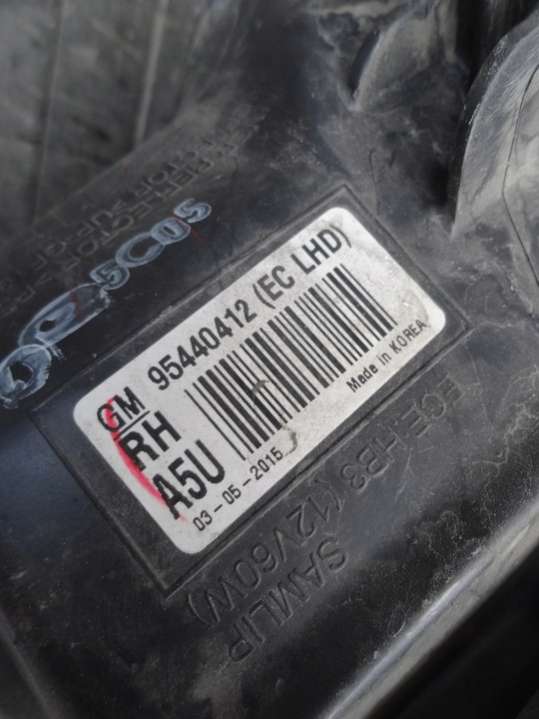 5C05
GM 95440412 (EC LHD)
RH
A5U
03-05-2015
Made in KOREA
ECE:HB3 (12V60W)
SAMLIP